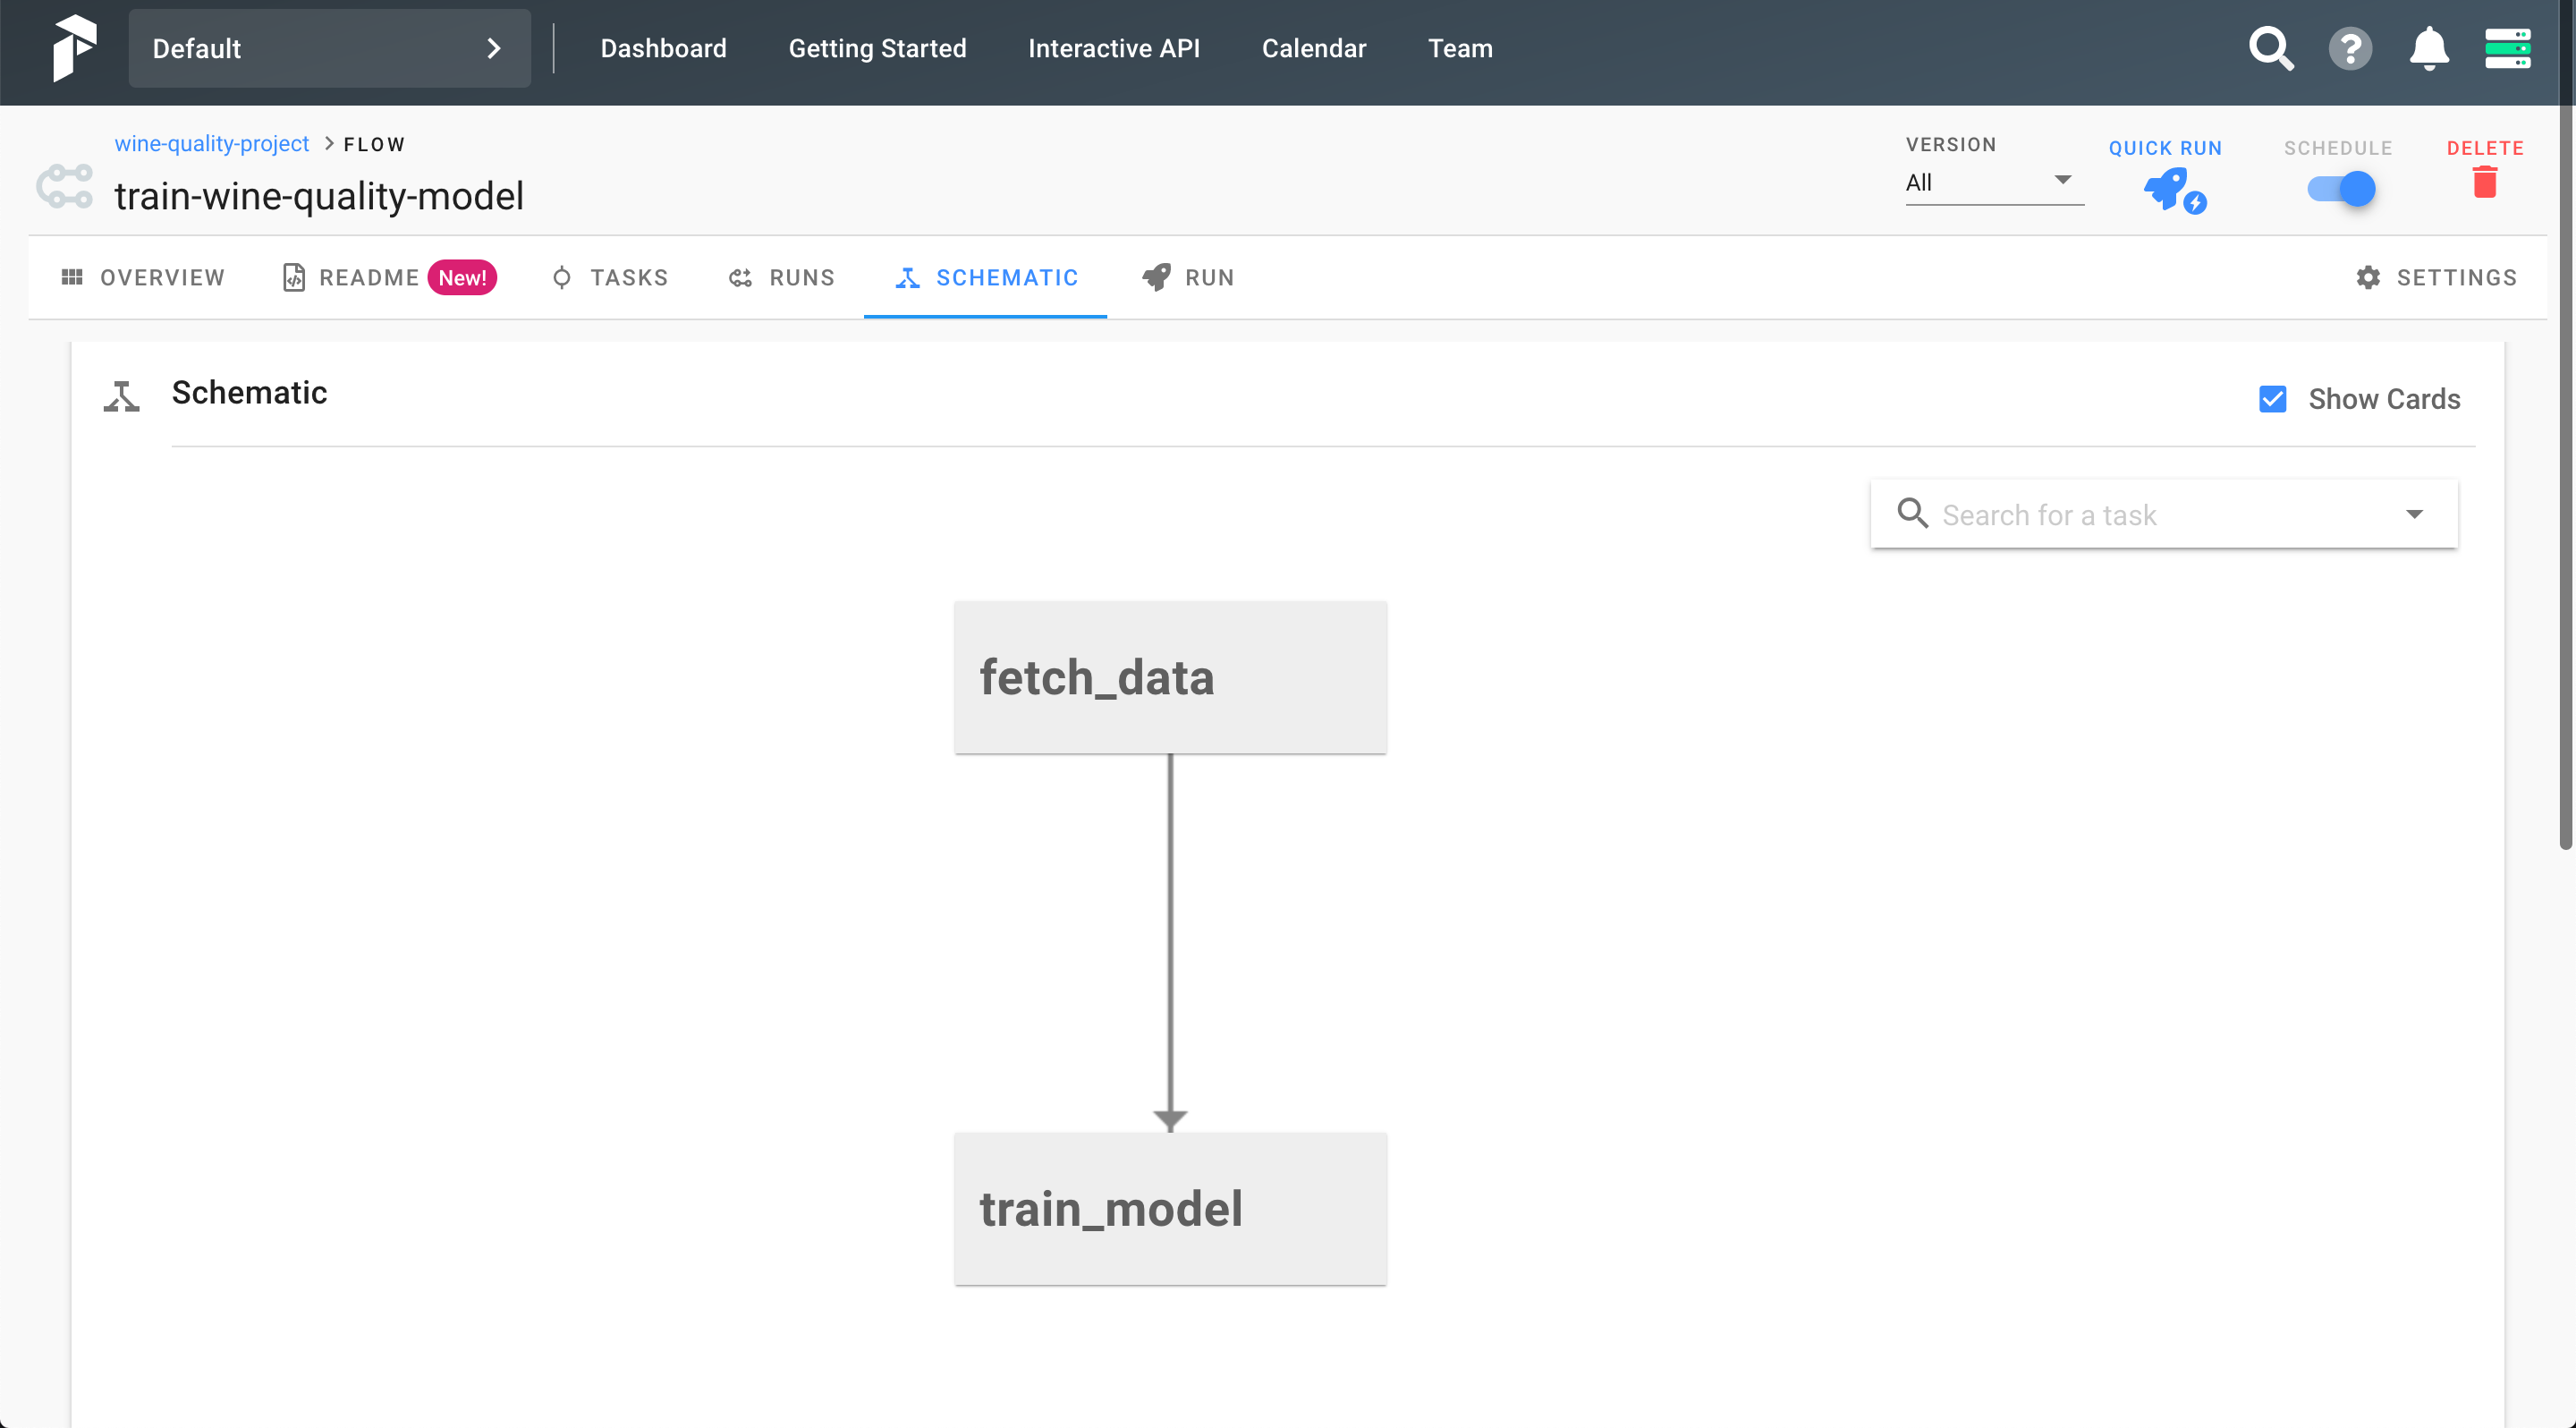 Default
Dashboard Getting Started Interactive API Calendar Team
wine-quality-project > FLOW
train-wine-quality-model
VERSION
All
QUICK RUN
SCHEDULE
DELETE
OVERVIEW README New! TASKS RUNS SCHEMATIC RUN SETTINGS
Schematic
Show Cards
Search for a task
fetch_data
train_model